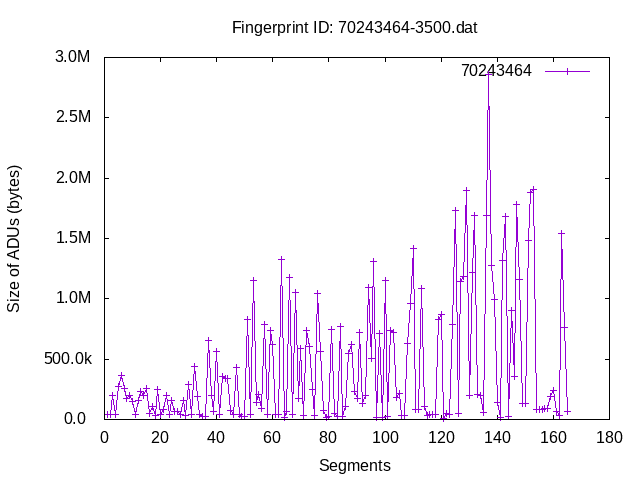 Fingerprint ID: 70243464-3500.dat
70243464
3.0M
2.5M
2.0M
1.5M
1.0M
500.0k
0.0
0 20 40 60 80 100 120 140 160 180
Size of ADUs (bytes)
Segments